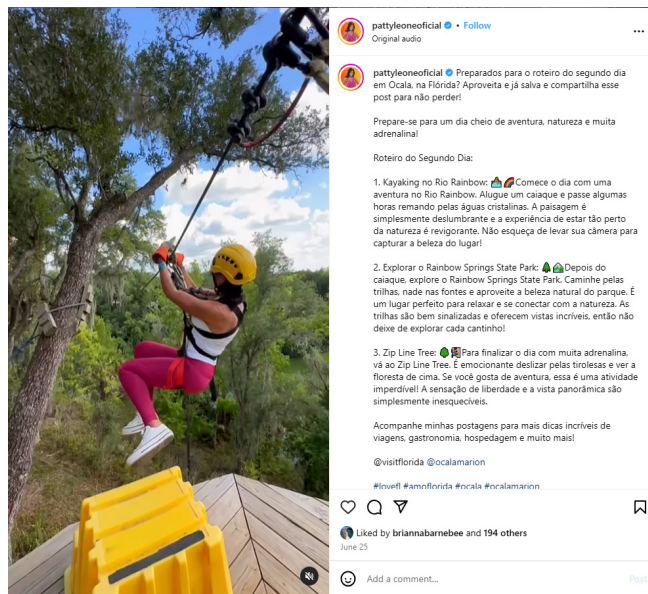 pattyleoneoficial • Follow
Original audio
pattyleoneoficial Preparados para o roteiro do segundo dia
em Ocala, na Flórida? Aproveita e já salva e compartilha esse
post para não perder!
Prepare-se para um dia cheio de aventura, natureza e muita
adrenalina!
Roteiro do Segundo Dia:
1. Kayaking no Rio Rainbow: 🚣🌈Comece o dia com uma
aventura no Rio Rainbow. Alugue um caiaque e passe algumas
horas remando pelas águas cristalinas. A paisagem é
simplesmente deslumbrante e a experiência de estar tão perto
da natureza é revigorante. Não esqueça de levar sua câmera para
capturar a beleza do lugar!
2. Explorar o Rainbow Springs State Park: 🌲🏞Depois do
caiaque, explore o Rainbow Springs State Park. Caminhe pelas
trilhas, nade nas fontes e aproveite a beleza natural do parque. É
um lugar perfeito para relaxar e se conectar com a natureza. As
trilhas são bem sinalizadas e oferecem vistas incríveis, então não
deixe de explorar cada cantinho!
3. Zip Line Tree: 🌳🧗Para finalizar o dia com muita adrenalina,
vá ao Zip Line Tree. É emocionante deslizar pelas tirolesas e ver a
floresta de cima. Se você gosta de aventura, essa é uma atividade
imperdível! A sensação de liberdade e a vista panorâmica são
simplesmente inesquecíveis.
Acompanhe minhas postagens para mais dicas incríveis de
viagens, gastronomia, hospedagem e muito mais!
@visitflorida @ocalamarion
#lovefl #amoflorida #ocala #ocalamarion
Liked by briannabarnebee and 194 others
June 25
Add a comment...
Post